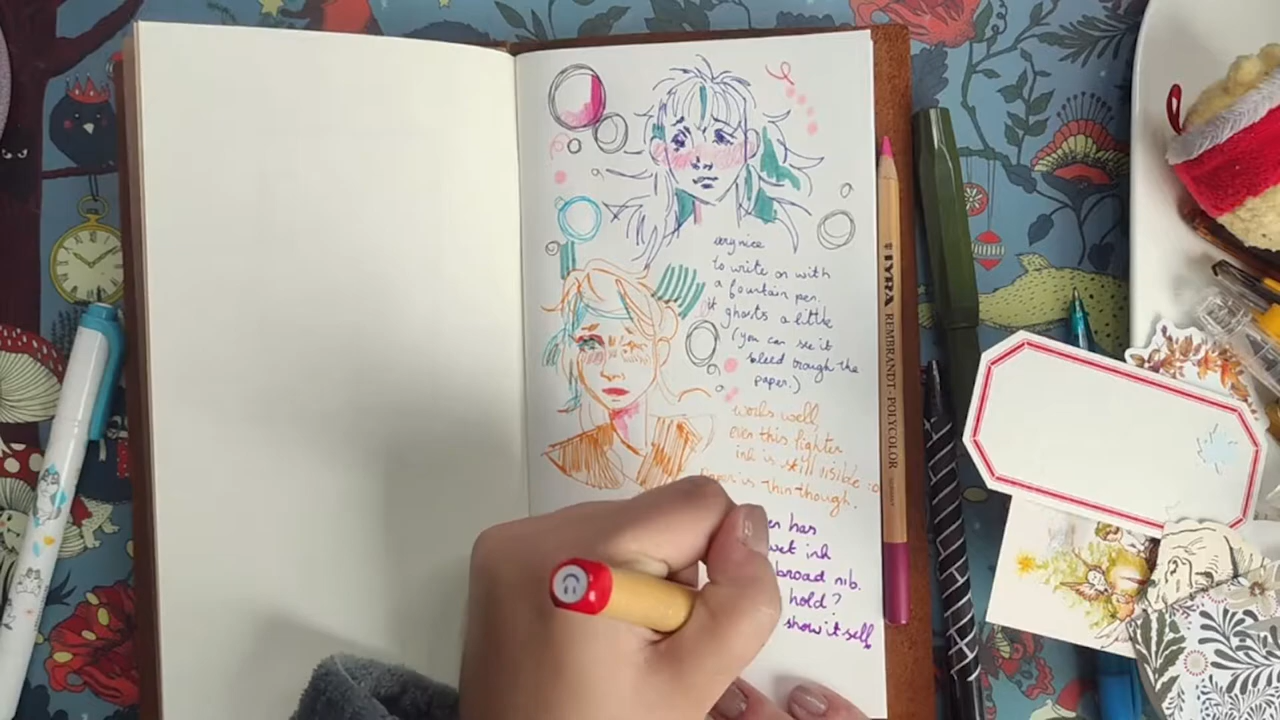 very nice
to write on with
a fountain pen.
it ghosts a little
(you can see it
bleed trough the
paper.)
works well,
even this lighter
ink is still visible :D
Paper is thin though.
has
wet ink
broad nib.
hold?
show itself
LYRA REMBRANDT-POLYCOLOR